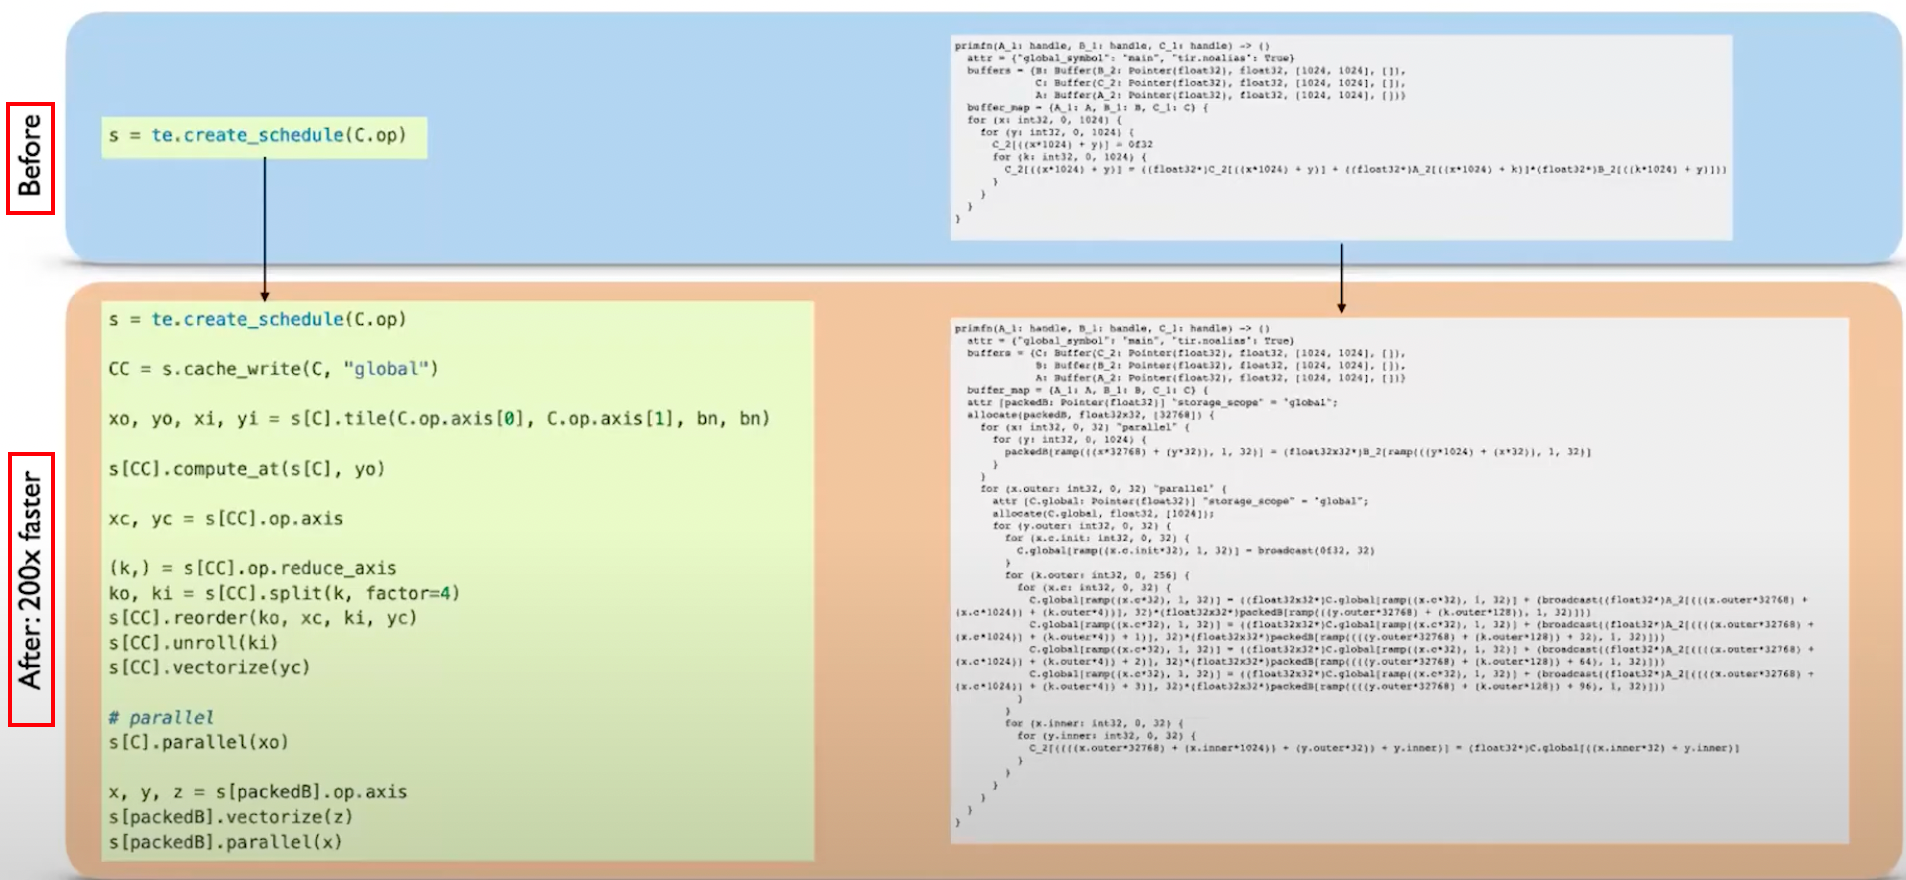 Before
s = te.create_schedule(C.op)
primfn(A_1: handle, B_1: handle, C_1: handle) -> ()
attr = {"global_symbol": "main", "tir.noalias": True}
buffers = {B: Buffer(B_2: Pointer(float32), float32, [1024, 1024], []),
C: Buffer(C_2: Pointer(float32), float32, [1024, 1024], []),
A: Buffer(A_2: Pointer(float32), float32, [1024, 1024], [])}
buffer_map = {A_1: A, B_1: B, C_1: C} {
for (x: int32, 0, 1024) {
for (y: int32, 0, 1024) {
C_2[((x*1024) + y)] = 0f32
for (k: int32, 0, 1024) {
C_2[((x*1024) + y)] = ((float32*)C_2[((x*1024) + y)] + ((float32*)A_2[((x*1024) + k)]*(float32*)B_2[((k*1024) + y)]))
}
}
}
}
After: 200x faster
s = te.create_schedule(C.op)
CC = s.cache_write(C, "global")
xo, yo, xi, yi = s[C].tile(C.op.axis[0], C.op.axis[1], bn, bn)
s[CC].compute_at(s[C], yo)
xc, yc = s[CC].op.axis
(k,) = s[CC].op.reduce_axis
ko, ki = s[CC].split(k, factor=4)
s[CC].reorder(ko, xc, ki, yc)
s[CC].unroll(ki)
s[CC].vectorize(yc)
# parallel
s[C].parallel(xo)
x, y, z = s[packedB].op.axis
s[packedB].vectorize(z)
s[packedB].parallel(x)
primfn(A_1: handle, B_1: handle, C_1: handle) -> ()
attr = {"global_symbol": "main", "tir.noalias": True}
buffers = {C: Buffer(C_2: Pointer(float32), float32, [1024, 1024], []),
B: Buffer(B_2: Pointer(float32), float32, [1024, 1024], []),
A: Buffer(A_2: Pointer(float32), float32, [1024, 1024], [])}
buffer_map = {A_1: A, B_1: B, C_1: C} {
attr [packedB: Pointer(float32)] "storage_scope" = "global";
allocate(packedB, float32x32, [32768]) {
for (x: int32, 0, 32) "parallel" {
for (y: int32, 0, 1024) {
packedB[ramp(((x*32768) + (y*32)), 1, 32)] = (float32x32*)B_2[ramp(((y*1024) + (x*32)), 1, 32)]
}
}
for (x.outer: int32, 0, 32) "parallel" {
attr [C.global: Pointer(float32)] "storage_scope" = "global";
allocate(C.global, float32, [1024]);
for (y.outer: int32, 0, 32) {
for (x.c.init: int32, 0, 32) {
C.global[ramp((x.c.init*32), 1, 32)] = broadcast(0f32, 32)
}
for (k.outer: int32, 0, 256) {
for (x.c: int32, 0, 32) {
C.global[ramp((x.c*32), 1, 32)] = ((float32x32*)C.global[ramp((x.c*32), 1, 32)] + (broadcast((float32*)A_2[(((x.outer*32768) +
(x.c*1024)) + (k.outer*4))], 32)*(float32x32*)packedB[ramp(((y.outer*32768) + (k.outer*128)), 1, 32)]))
C.global[ramp((x.c*32), 1, 32)] = ((float32x32*)C.global[ramp((x.c*32), 1, 32)] + (broadcast((float32*)A_2[((((x.outer*32768) +
(x.c*1024)) + (k.outer*4)) + 1)], 32)*(float32x32*)packedB[ramp((((y.outer*32768) + (k.outer*128)) + 32), 1, 32)]))
C.global[ramp((x.c*32), 1, 32)] = ((float32x32*)C.global[ramp((x.c*32), 1, 32)] + (broadcast((float32*)A_2[((((x.outer*32768) +
(x.c*1024)) + (k.outer*4)) + 2)], 32)*(float32x32*)packedB[ramp((((y.outer*32768) + (k.outer*128)) + 64), 1, 32)]))
C.global[ramp((x.c*32), 1, 32)] = ((float32x32*)C.global[ramp((x.c*32), 1, 32)] + (broadcast((float32*)A_2[((((x.outer*32768) +
(x.c*1024)) + (k.outer*4)) + 3)], 32)*(float32x32*)packedB[ramp((((y.outer*32768) + (k.outer*128)) + 96), 1, 32)]))
}
}
for (x.inner: int32, 0, 32) {
for (y.inner: int32, 0, 32) {
C_2[((((x.outer*32768) + (x.inner*1024)) + (y.outer*32)) + y.inner)] = (float32*)C.global[((x.inner*32) + y.inner)]
}
}
}
}
}
}